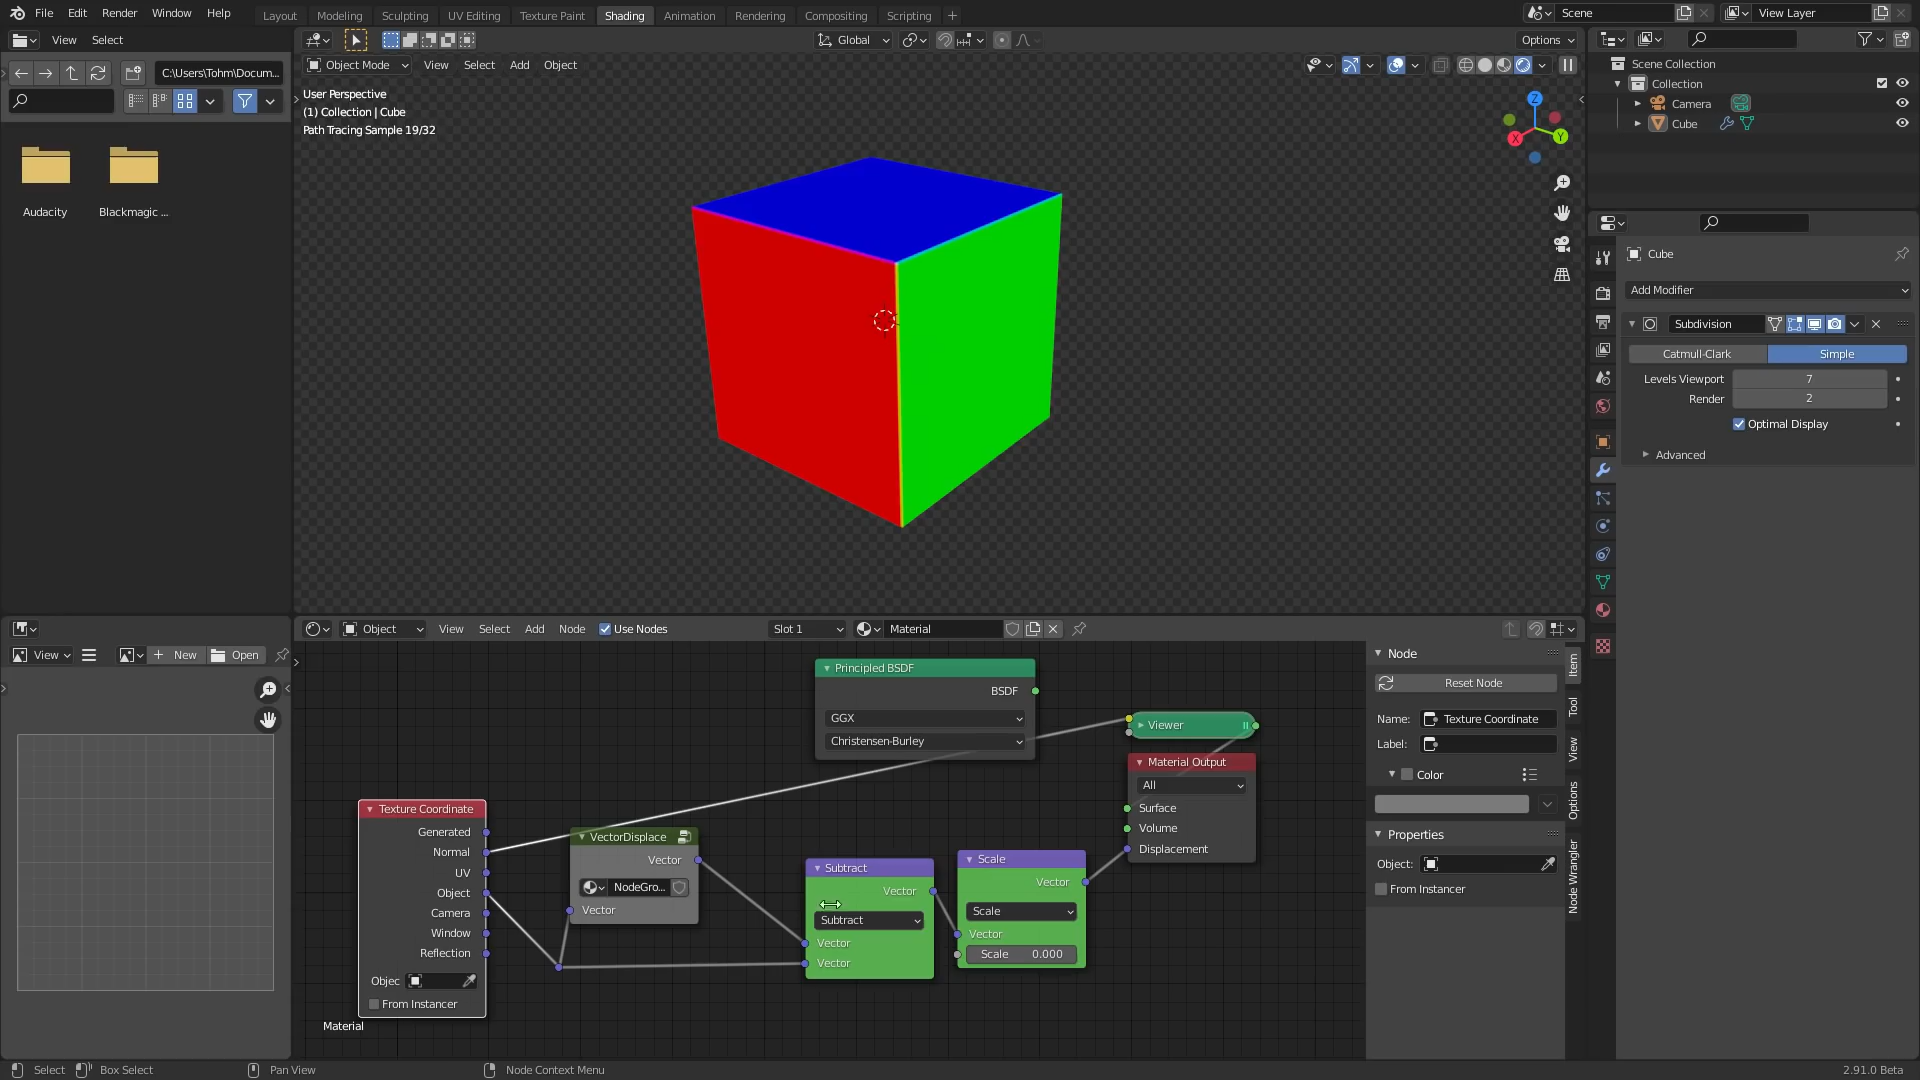 File Edit Render Window Help
Layout Modeling Sculpting UV Editing Texture Paint Shading Animation Rendering Compositing Scripting +
Scene
View Layer
View Select
Global
Options
C:\Users\Tohm\Docum...
Audacity
Blackmagic ...
Object Mode View Select Add Object
User Perspective
(1) Collection | Cube
Path Tracing Sample 19/32
Z
X
Y
Scene Collection
Collection
Camera
Cube
Cube
Add Modifier
Subdivision
Catmull-Clark Simple
Levels Viewport 7
Render 2
Optimal Display
Advanced
View
New
Open
Object View Select Add Node Use Nodes
Slot 1
Material
Principled BSDF
BSDF
GGX
Christensen-Burley
Viewer
Material Output
All
Surface
Volume
Displacement
Texture Coordinate
Generated
Normal
UV
Object
Camera
Window
Reflection
Objec
From Instancer
VectorDisplace
Vector
NodeGro...
Vector
Subtract
Vector
Subtract
Vector
Vector
Scale
Vector
Scale
Vector
Scale 0.000
Material
Node
Reset Node
Name: Texture Coordinate
Label:
Color
Properties
Object:
From Instancer
Item
Tool
View
Options
Node Wrangler
Select
Box Select
Pan View
Node Context Menu
2.91.0 Beta